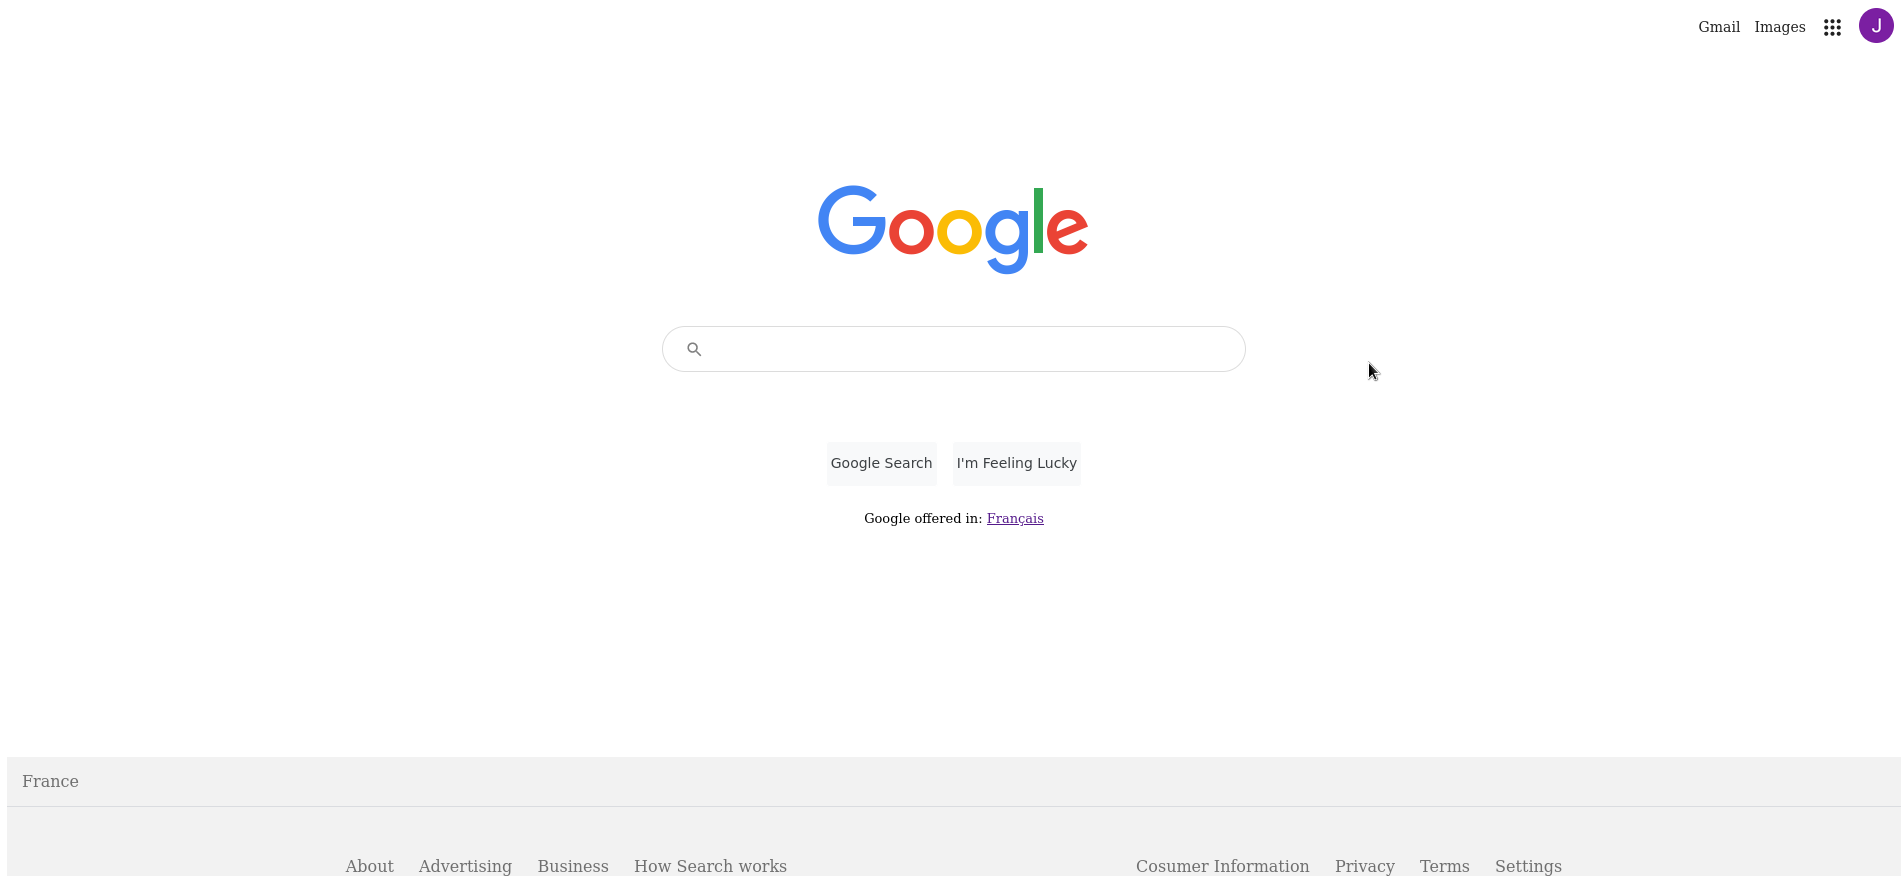 Gmail Images J
Google
Google Search I'm Feeling Lucky
Google offered in: Français
France
About Advertising Business How Search works Cosumer Information Privacy Terms Settings